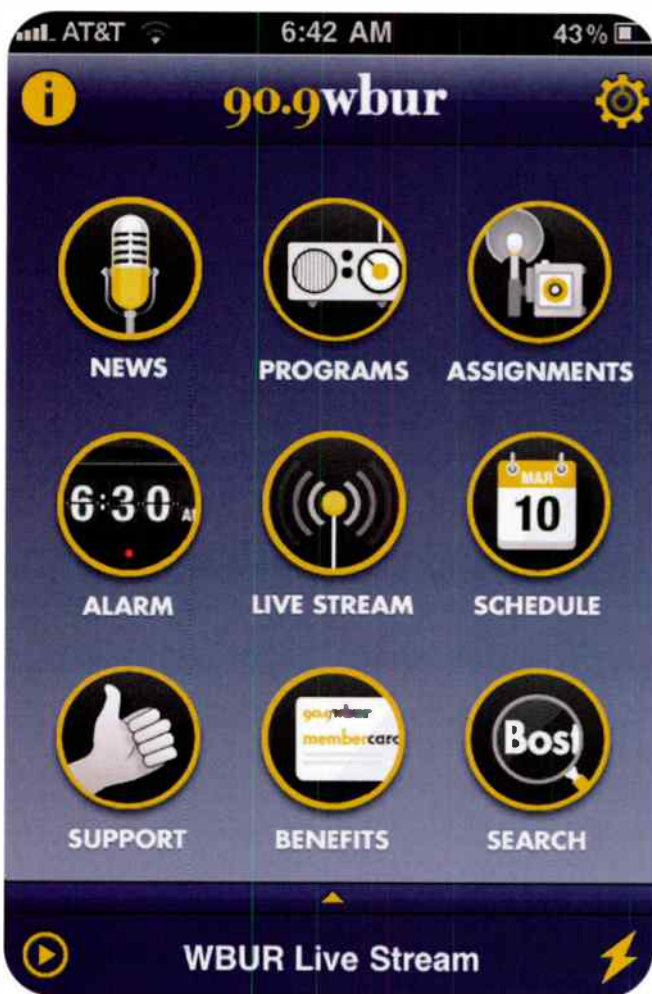 AT&T 6:42 AM 43%
i 90.9wbur
NEWS PROGRAMS ASSIGNMENTS
6:30
MAR
10
ALARM LIVE STREAM SCHEDULE
90.9wbur
membercard
Bost
SUPPORT BENEFITS SEARCH
WBUR Live Stream